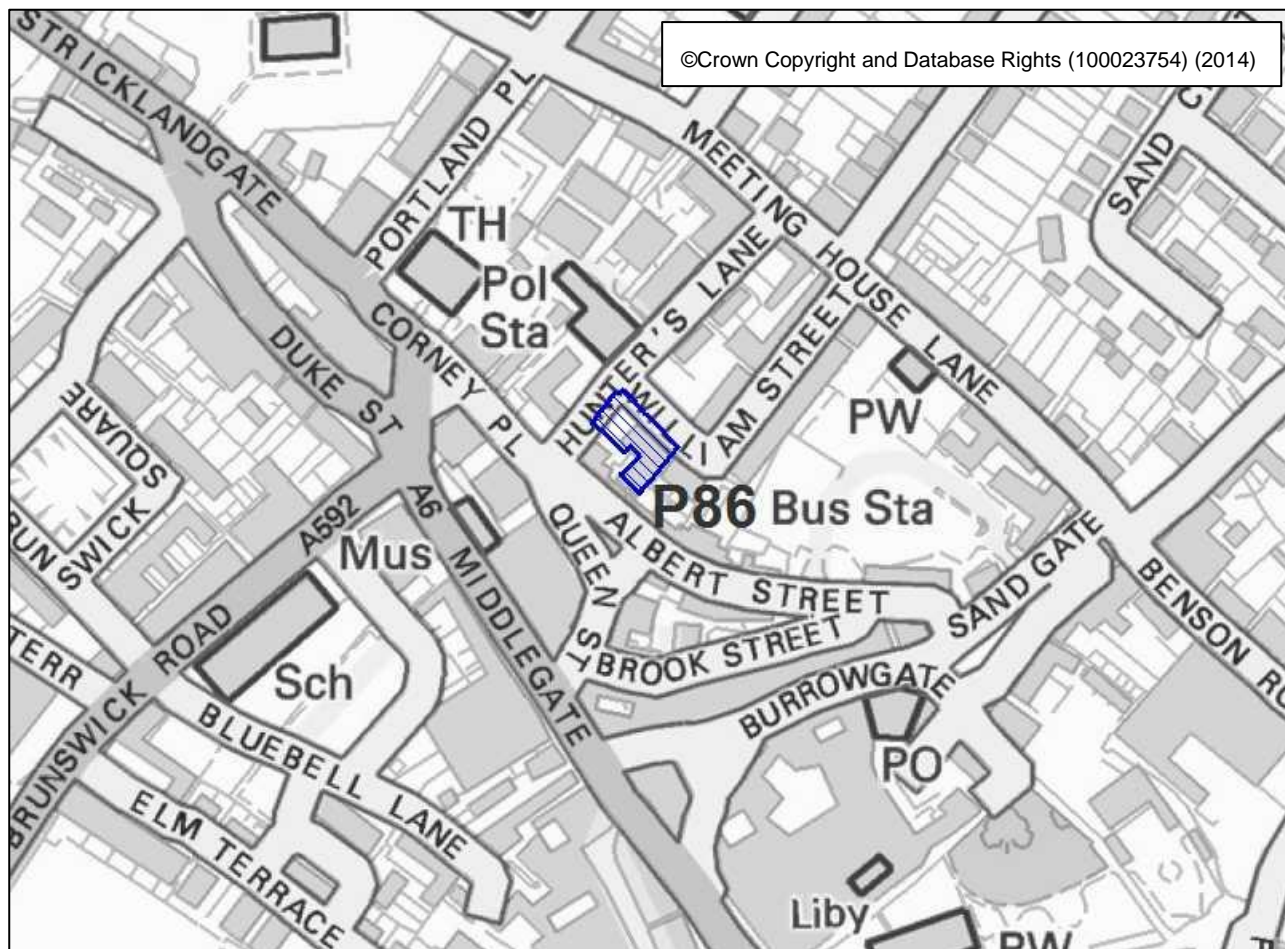 ©Crown Copyright and Database Rights (100023754) (2014)
STRICKLANDGATE
PORTLAND PL
MEETING HOUSE LANE
SAND
TH
Pol
Sta
HUNTER'S LANE
CORNEY PL
DUKE ST
WILLIAM STREET
PW
SQUARE
BRUNSWICK
P86
Bus Sta
A592
A6
Mus
QUEEN ST
ALBERT STREET
SANDGATE
MIDDLEGATE
BROOK STREET
BENSON
BRUNSWICK ROAD
TERR
Sch
BURROWGATE
BLUEBELL LANE
PO
ELM TERRACE
Liby
PW